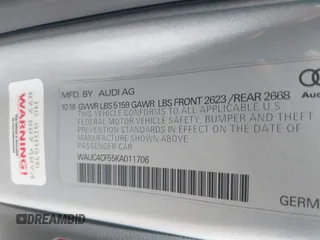 MFD. BY AUDI AG
10 18 GVWR LBS 5159 GAWR LBS FRONT 2623 / REAR 2668
THIS VEHICLE CONFORMS TO ALL APPLICABLE U.S
FEDERAL MOTOR VEHICLE SAFETY, BUMPER AND THEFT
PREVENTION STANDARDS IN EFFECT ON THE DATE OF
MANUFACTURE SHOWN ABOVE
PASSENGER CAR
WAUC4CF55KA011706
GERM
WARNING!
DREAMBID